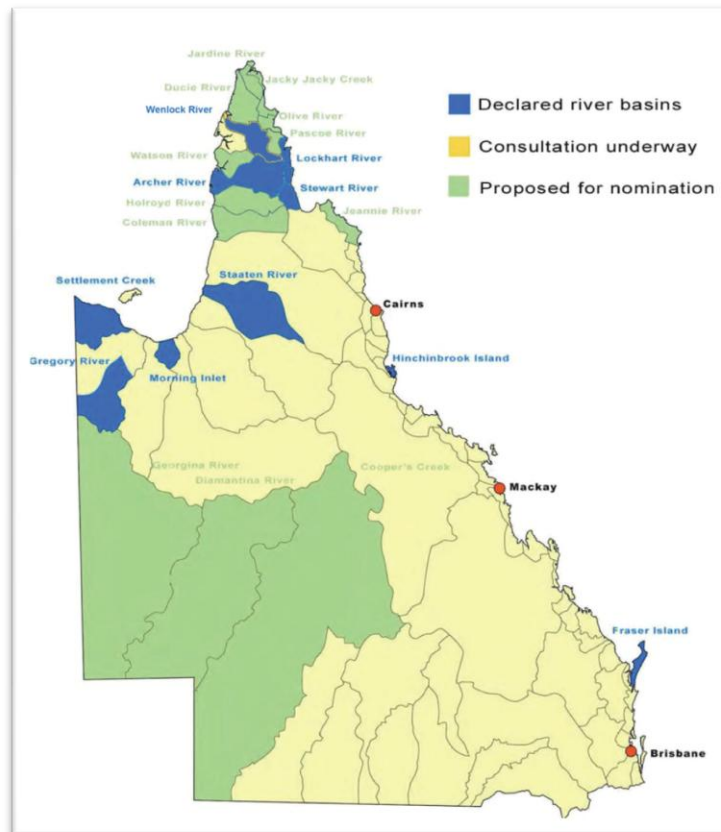 Jardine River
Jacky Jacky Creek
Ducie River
Wenlock River
Olive River
Pascoe River
Watson River
Lockhart River
Archer River
Stewart River
Holroyd River
Jeannie River
Coleman River
Declared river basins
Consultation underway
Proposed for nomination
Settlement Creek
Staaten River
Cairns
Gregory River
Morning Inlet
Hinchinbrook Island
Georgina River
Diamantina River
Cooper's Creek
Mackay
Fraser Island
Brisbane